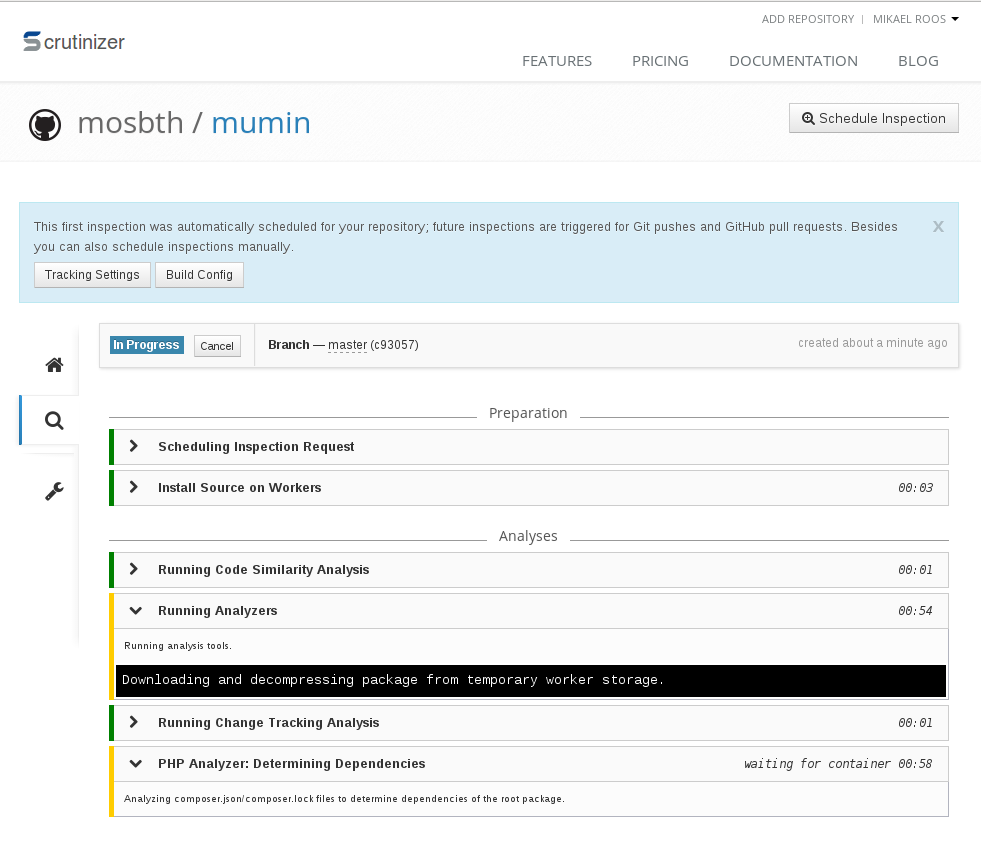 ADD REPOSITORY | MIKAEL ROOS
Scrutinizer
FEATURES PRICING DOCUMENTATION BLOG
mosbth / mumin
Schedule Inspection
This first inspection was automatically scheduled for your repository; future inspections are triggered for Git pushes and GitHub pull requests. Besides
you can also schedule inspections manually.
X
Tracking Settings Build Config
In Progress Cancel Branch — master (c93057) created about a minute ago
Preparation
Scheduling Inspection Request
Install Source on Workers 00:03
Analyses
Running Code Similarity Analysis 00:01
Running Analyzers 00:54
Running analysis tools.
Downloading and decompressing package from temporary worker storage.
Running Change Tracking Analysis 00:01
PHP Analyzer: Determining Dependencies waiting for container 00:58
Analyzing composer.json/composer.lock files to determine dependencies of the root package.